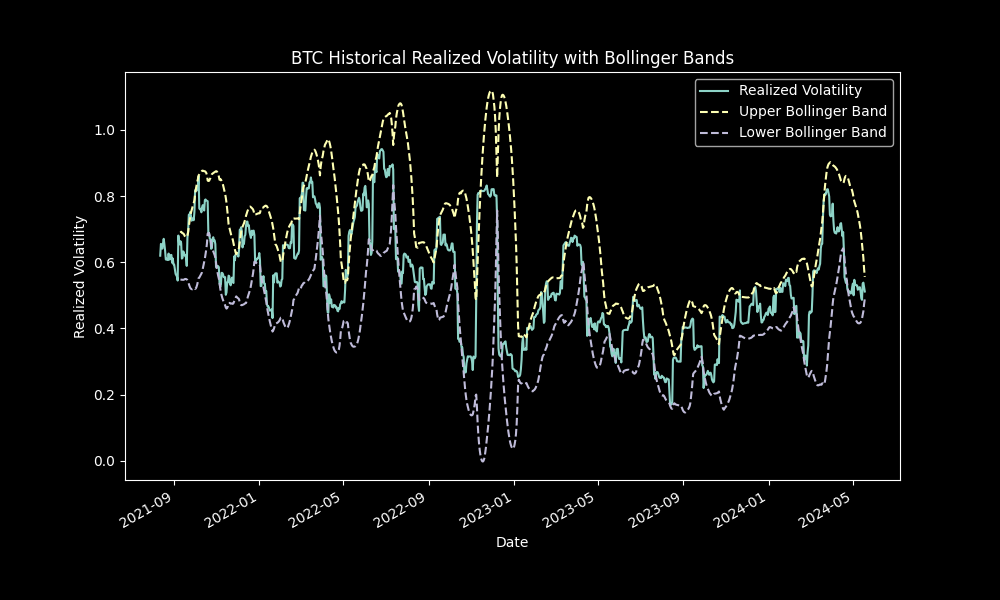 BTC Historical Realized Volatility with Bollinger Bands
Realized Volatility
Upper Bollinger Band
Lower Bollinger Band
Realized Volatility
1.0
0.8
0.6
0.4
0.2
0.0
2021-09
2022-01
2022-05
2022-09
2023-01
2023-05
2023-09
2024-01
2024-05
Date